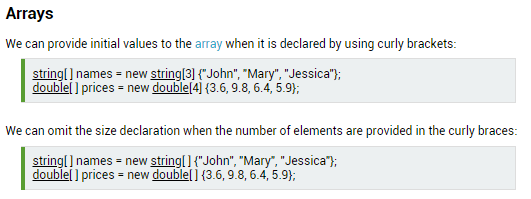 Arrays
We can provide initial values to the array when it is declared by using curly brackets:
string[ ] names = new string[3] {"John", "Mary", "Jessica"};
double[ ] prices = new double[4] {3.6, 9.8, 6.4, 5.9};
We can omit the size declaration when the number of elements are provided in the curly braces:
string[ ] names = new string[ ] {"John", "Mary", "Jessica"};
double[ ] prices = new double[ ] {3.6, 9.8, 6.4, 5.9};